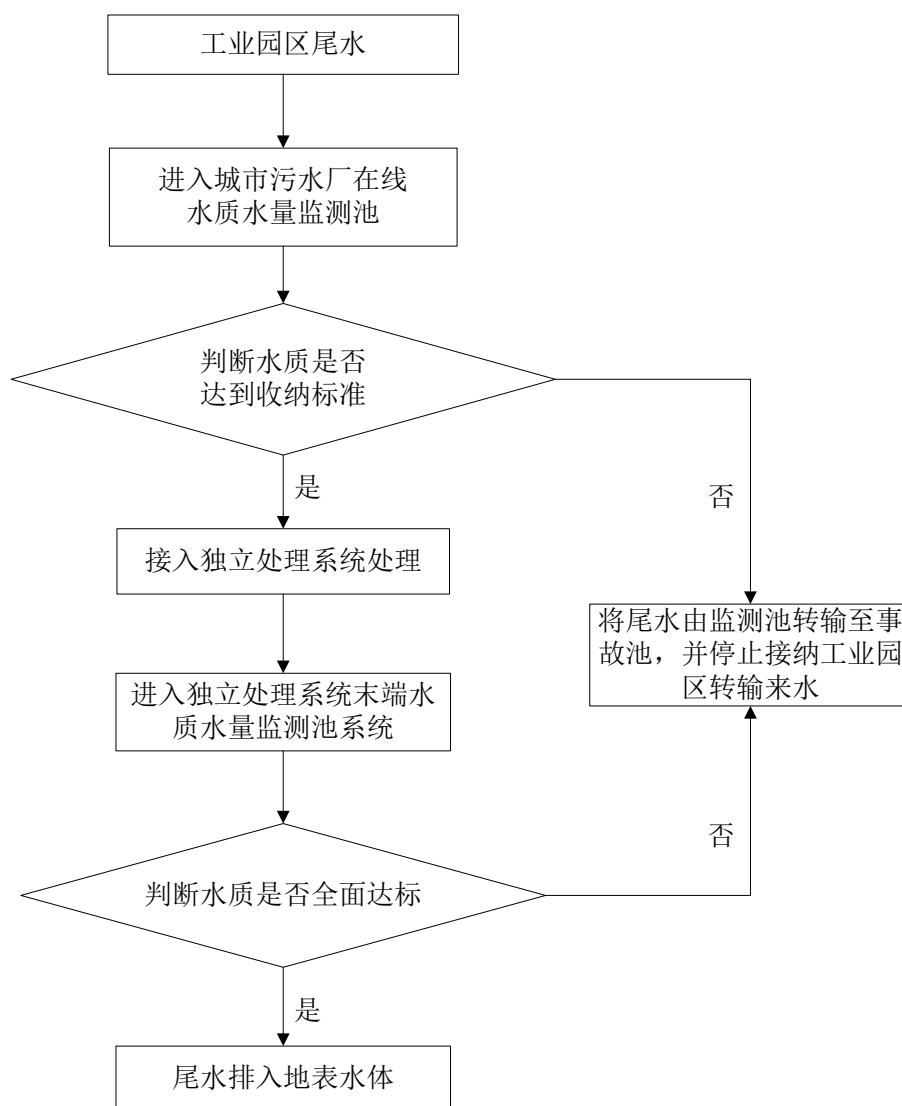 工业园区尾水
进入城市污水厂在线
水质水量监测池
判断水质是否
达到收纳标准
是
否
接入独立处理系统处理
将尾水由监测池转输至事
故池，并停止接纳工业园
区转输来水
进入独立处理系统末端水
质水量监测池系统
否
判断水质是否全面达标
是
尾水排入地表水体